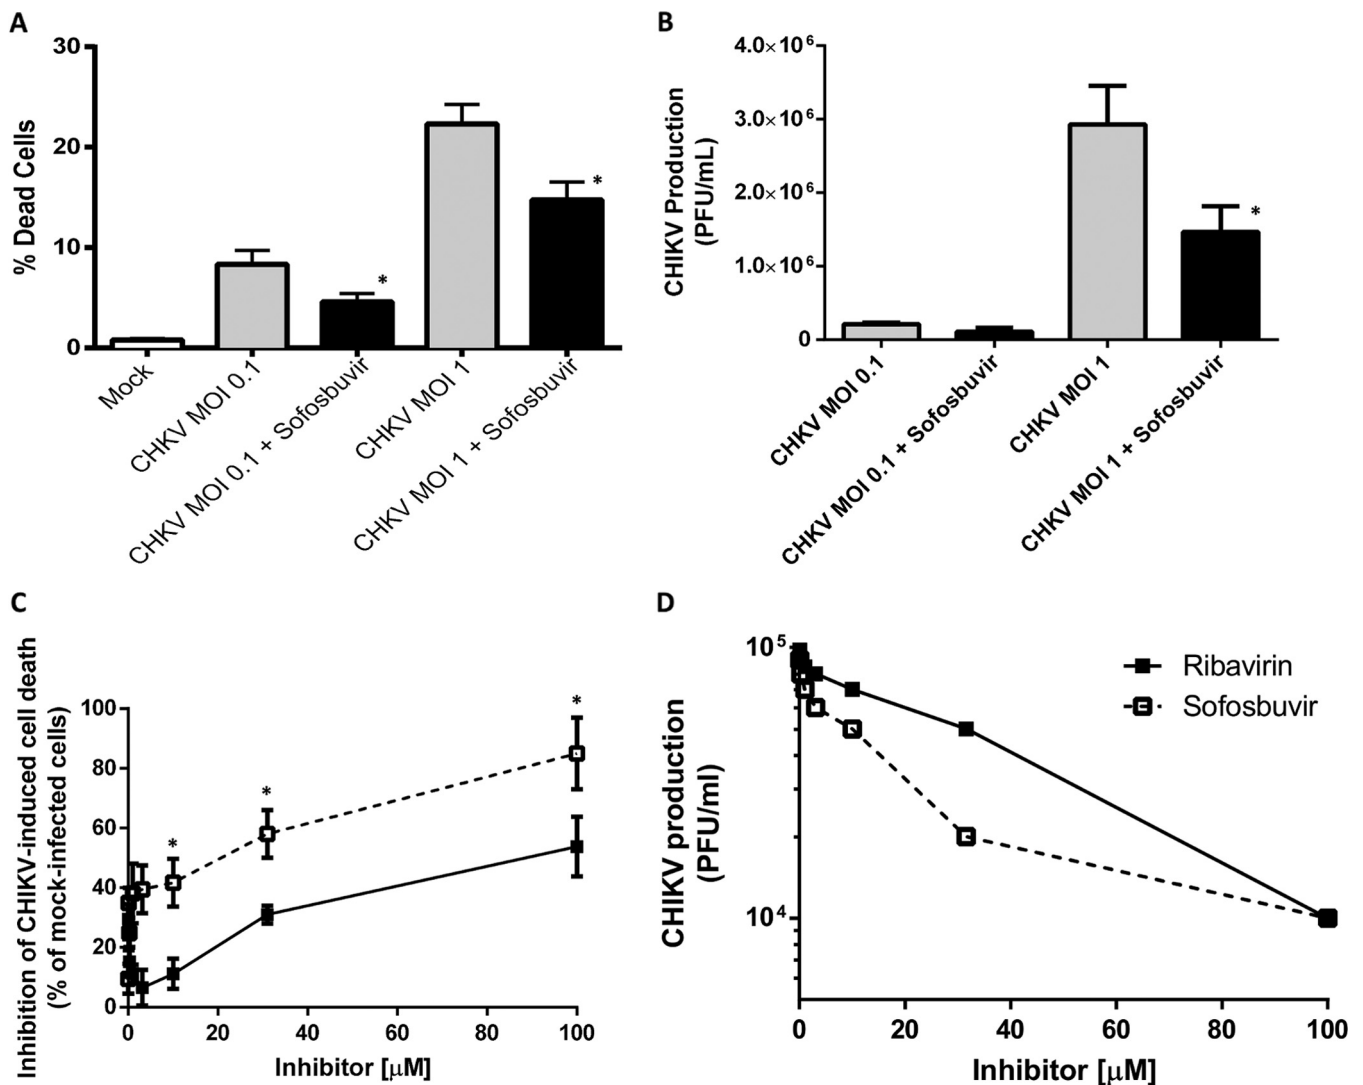 A
% Dead Cells
30
20
10
0
Mock
CHKV MOI 0.1
CHKV MOI 0.1 + Sofosbuvir
CHKV MOI 1
CHKV MOI 1 + Sofosbuvir
*
*
B
CHIKV Production
(PFU/mL)
4.0×10⁶
3.0×10⁶
2.0×10⁶
1.0×10⁶
0
CHKV MOI 0.1
CHKV MOI 0.1 + Sofosbuvir
CHKV MOI 1
CHKV MOI 1 + Sofosbuvir
*
C
Inhibition of CHIKV-induced cell death
(% of mock-infected cells)
100
80
60
40
20
0
*
*
*
0 20 40 60 80 100
Inhibitor [μM]
D
CHIKV production
(PFU/ml)
10⁵
10⁴
Ribavirin
Sofosbuvir
0 20 40 60 80 100
Inhibitor [μM]